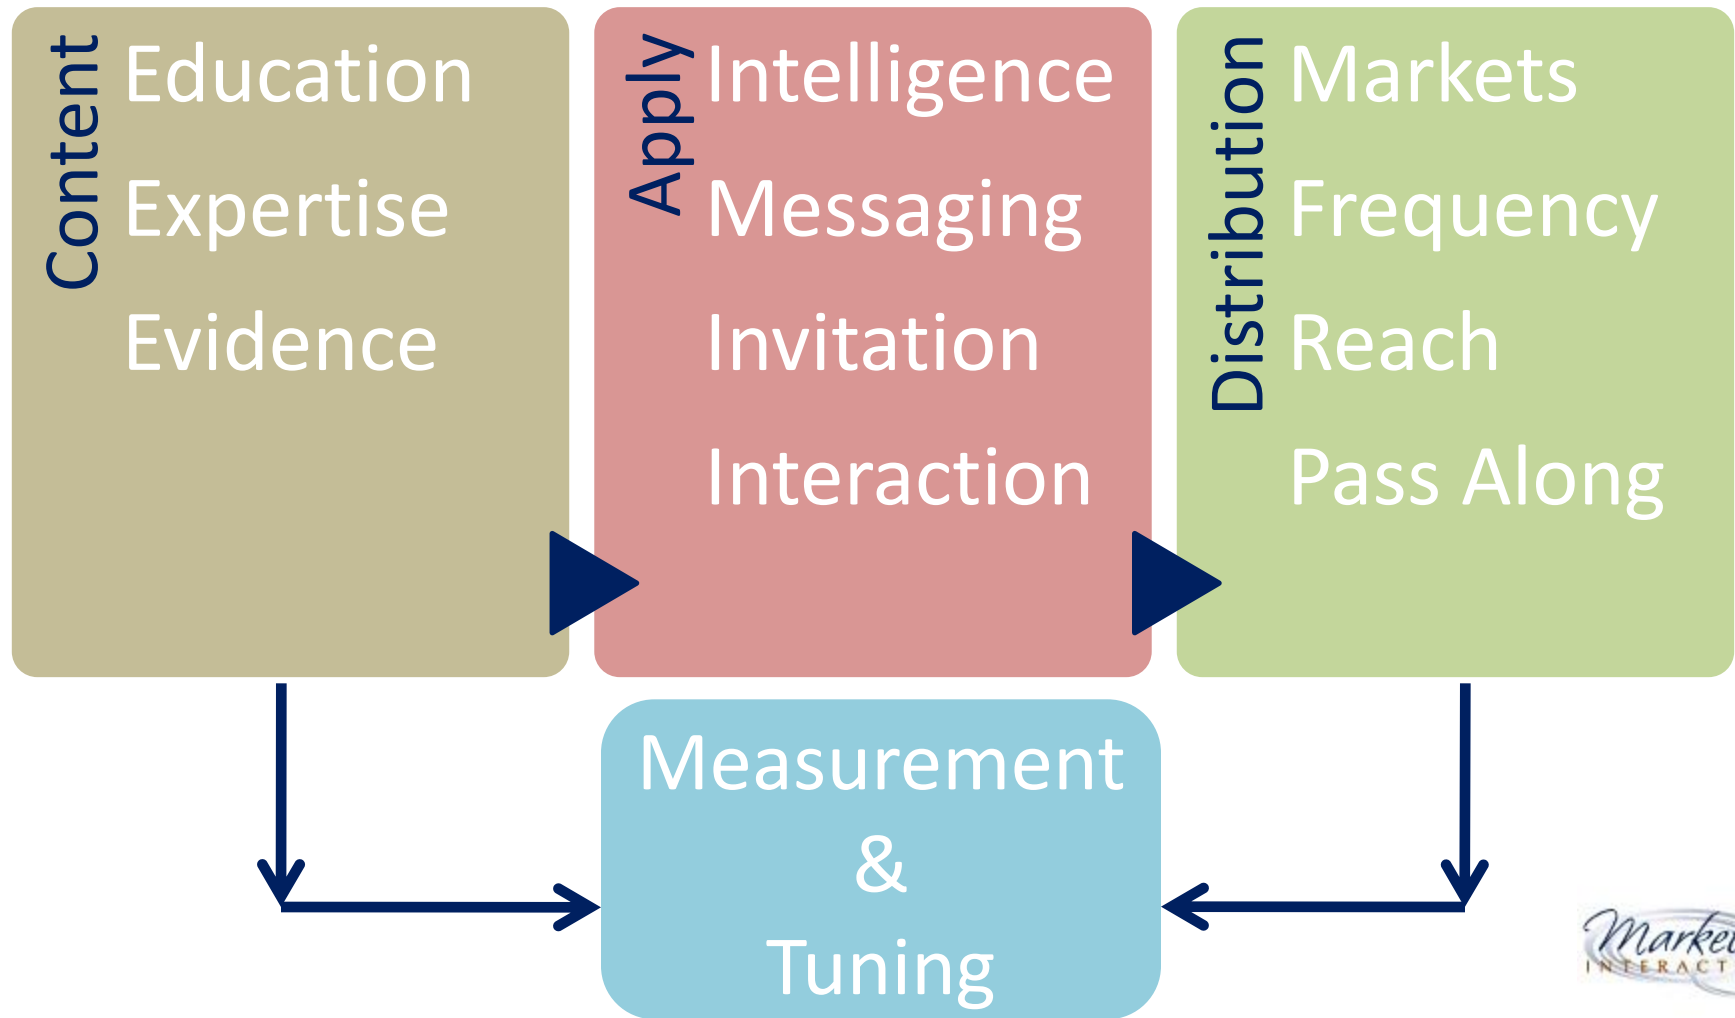 Content
Education
Expertise
Evidence
Apply
Intelligence
Messaging
Invitation
Interaction
Distribution
Markets
Frequency
Reach
Pass Along
Measurement
&
Tuning